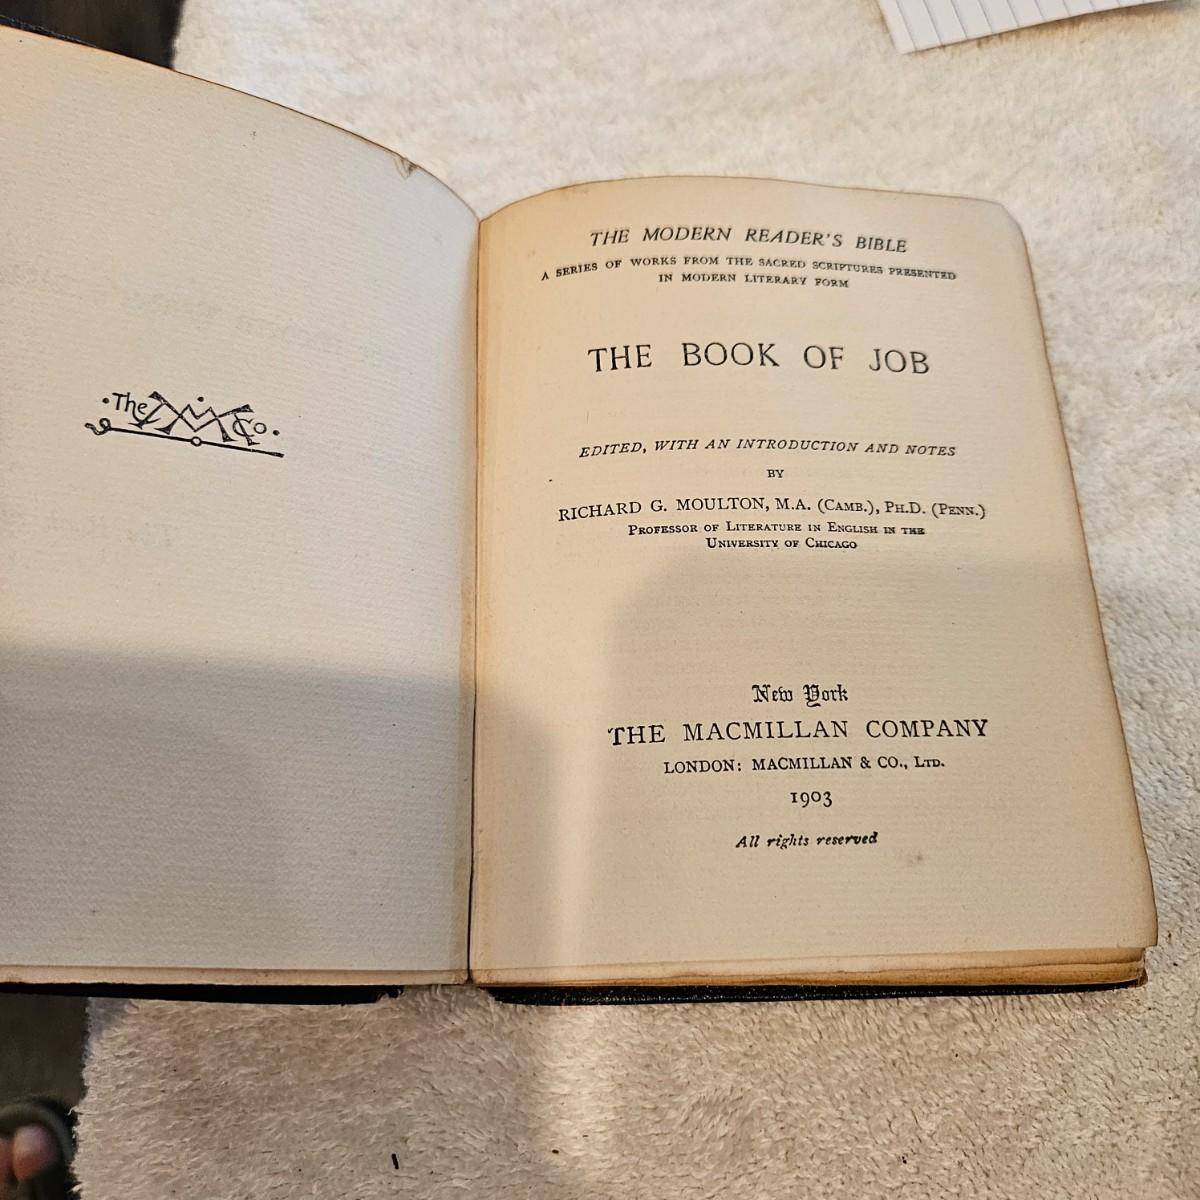 ·The MM Co.·
THE MODERN READER'S BIBLE
A SERIES OF WORKS FROM THE SACRED SCRIPTURES PRESENTED
IN MODERN LITERARY FORM
THE BOOK OF JOB
EDITED, WITH AN INTRODUCTION AND NOTES
BY
RICHARD G. MOULTON, M.A. (CAMB.), PH.D. (PENN.)
PROFESSOR OF LITERATURE IN ENGLISH IN THE
UNIVERSITY OF CHICAGO
New York
THE MACMILLAN COMPANY
LONDON: MACMILLAN & CO., LTD.
1903
All rights reserved